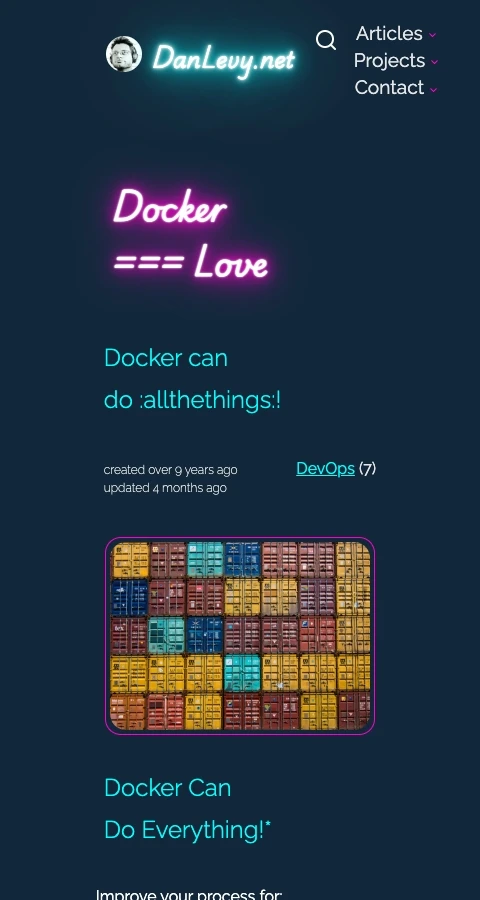 DanLevy.net
Articles
Projects
Contact
Docker
=== Love
Docker can
do :allthethings:!
created over 9 years ago
updated 4 months ago
DevOps (7)
Docker Can
Do Everything!*
Improve your process for: